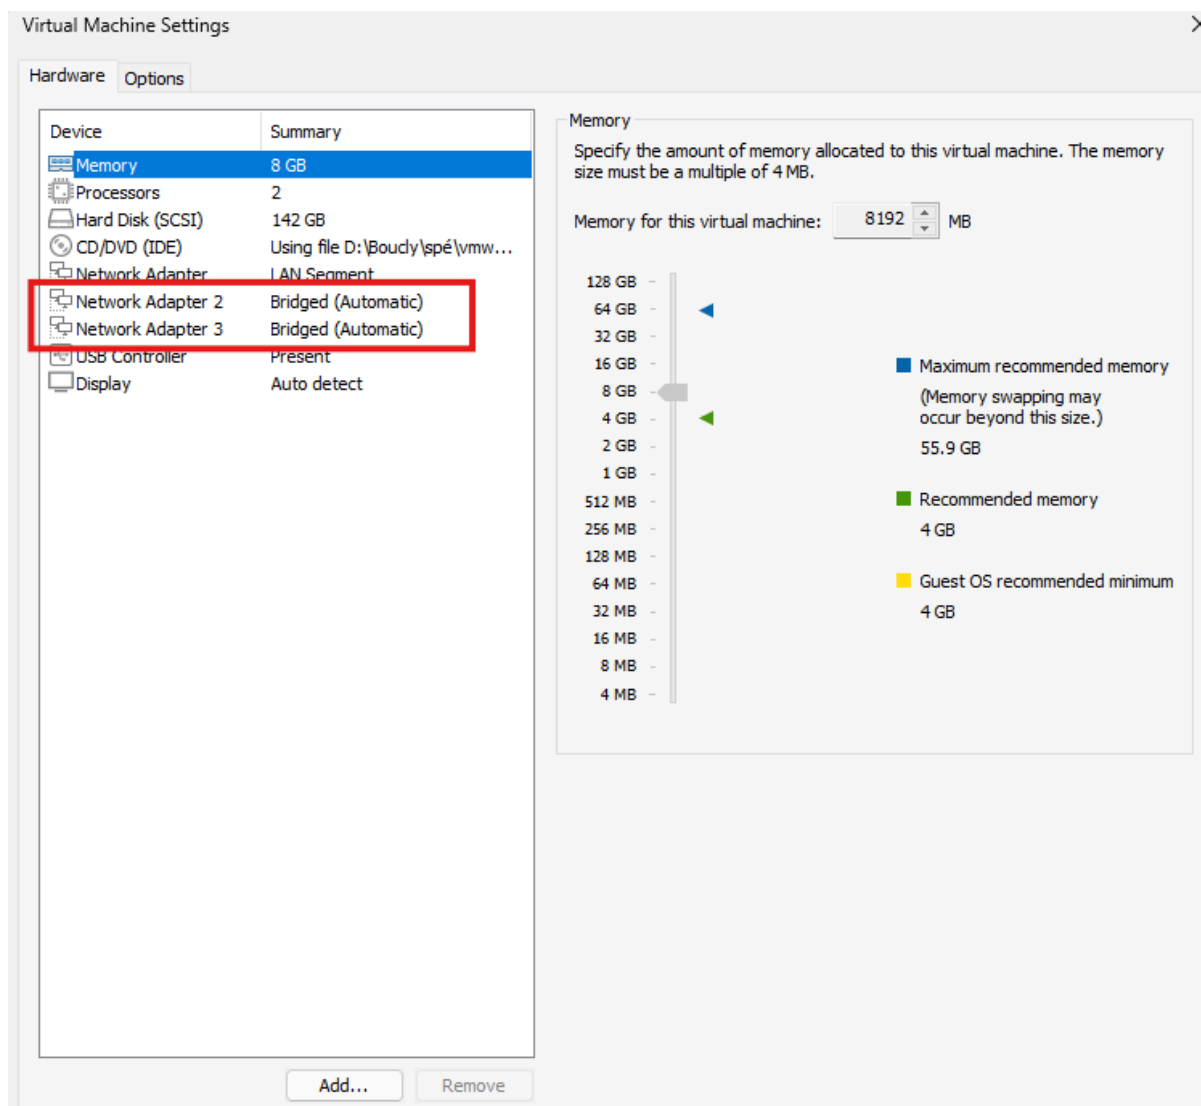 Virtual Machine Settings
Hardware Options
Device Summary
Memory 8 GB
Processors 2
Hard Disk (SCSI) 142 GB
CD/DVD (IDE) Using file D:\Boucly\spé\vmw...
Network Adapter LAN Segment
Network Adapter 2 Bridged (Automatic)
Network Adapter 3 Bridged (Automatic)
USB Controller Present
Display Auto detect
Add... Remove
Memory
Specify the amount of memory allocated to this virtual machine. The memory
size must be a multiple of 4 MB.
Memory for this virtual machine: 8192 MB
128 GB
64 GB
32 GB
16 GB
8 GB
4 GB
2 GB
1 GB
512 MB
256 MB
128 MB
64 MB
32 MB
16 MB
8 MB
4 MB
Maximum recommended memory
(Memory swapping may
occur beyond this size.)
55.9 GB
Recommended memory
4 GB
Guest OS recommended minimum
4 GB